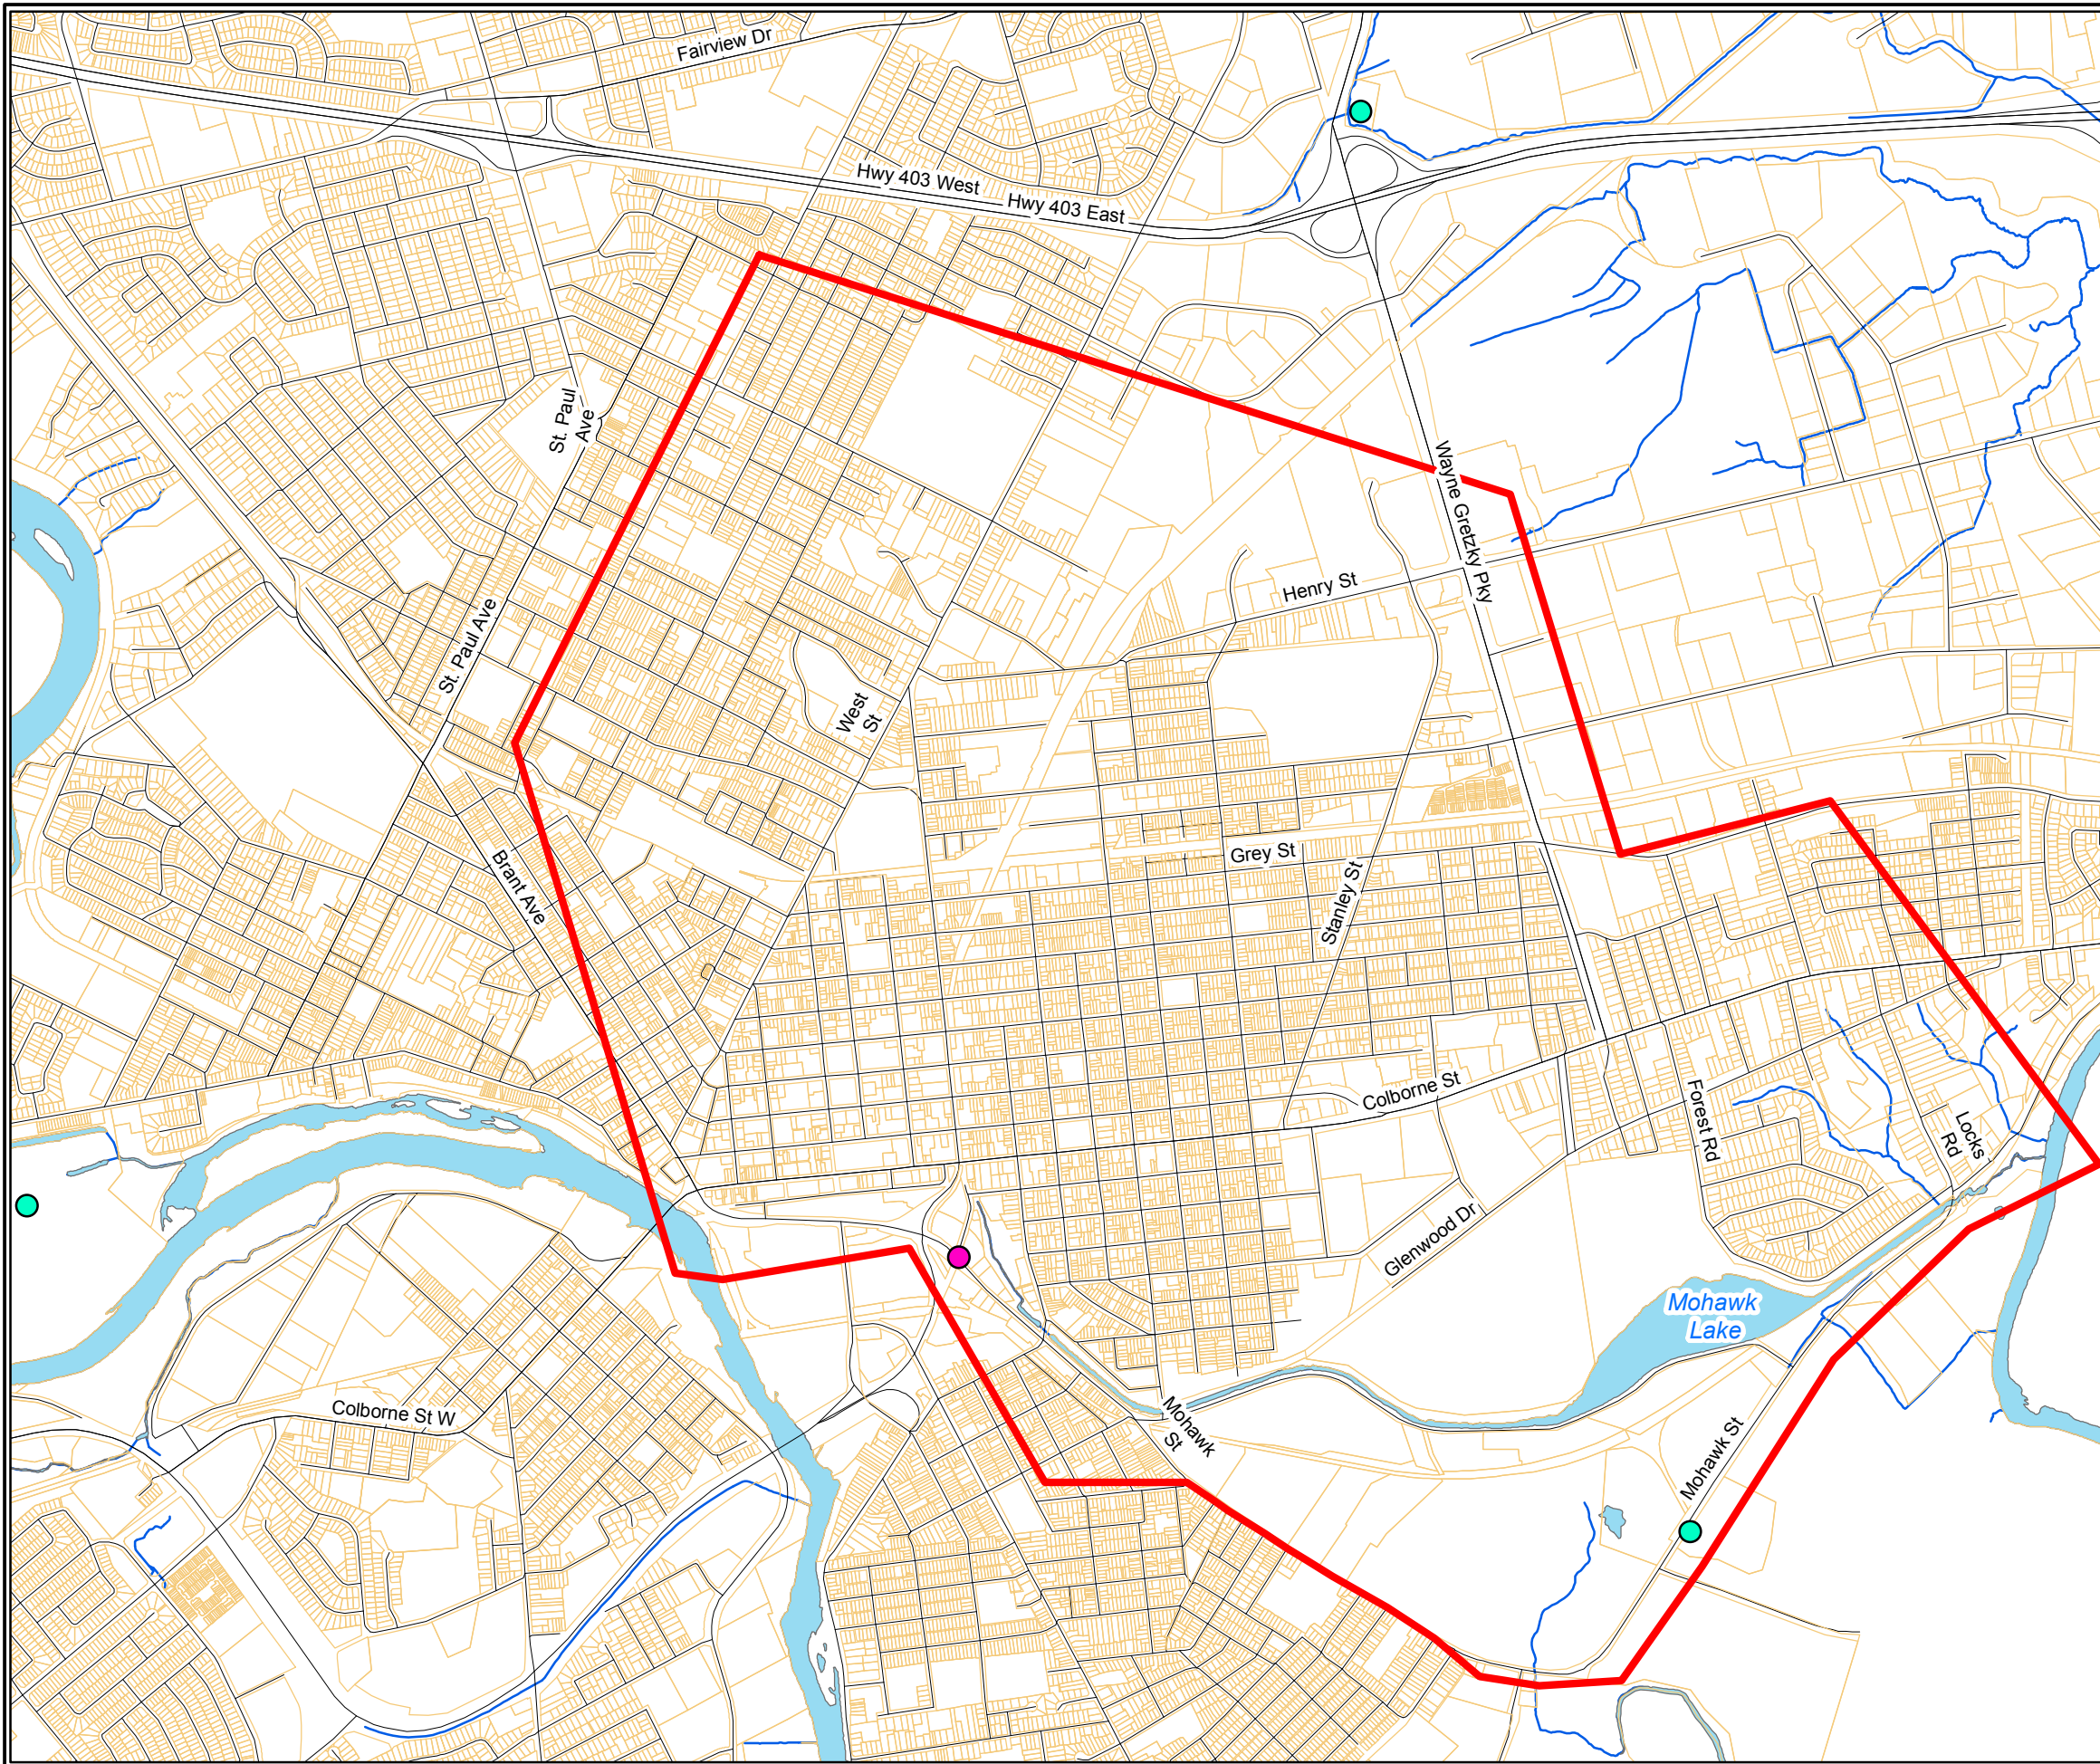 Fairview Dr
Hwy 403 West
Hwy 403 East
St. Paul
Ave
Wayne Gretzky Pky
Henry St
St. Paul Ave
West
St
Grey St
Brant Ave
Stanley St
Colborne St
Forest Rd
Locks
Rd
Glenwood Dr
Mohawk
Lake
Colborne St W
Mohawk
St
Mohawk St